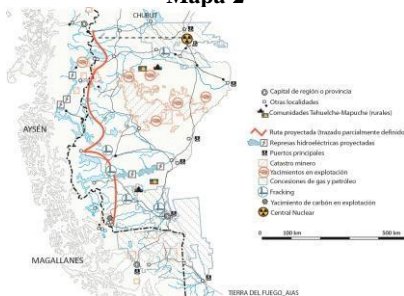 Mapa 2
CHUBUT
AYSÉN
MAGALLANES
TIERRA DEL FUEGO_AIAS
Capital de región o provincia
Otras localidades
Comunidades Tehuelche-Mapuche (rurales)
Ruta proyectada (trazado parcialmente definido
Represas hidroeléctricas proyectadas
Puertos principales
Catastro minero
Yacimientos en explotación
Concesiones de gas y petróleo
Fracking
Yacimiento de carbón en explotación
Central Nuclear
0 100 km 500 km